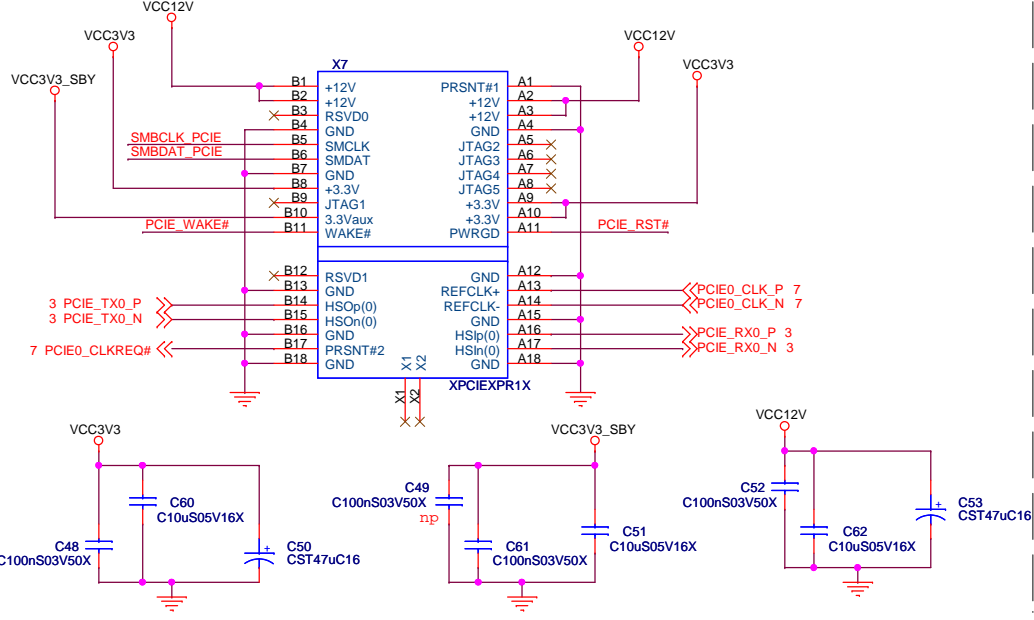 VCC12V
VCC3V3
VCC3V3_SBY
VCC12V
VCC3V3
X7
B1 +12V PRSNT#1 A1
B2 +12V +12V A2
B3 RSVD0 +12V A3
B4 GND GND A4
SMBCLK_PCIE B5 SMCLK JTAG2 A5
SMBDAT_PCIE B6 SMDAT JTAG3 A6
B7 GND JTAG4 A7
B8 +3.3V JTAG5 A8
B9 JTAG1 +3.3V A9
B10 3.3Vaux +3.3V A10
PCIE_WAKE# B11 WAKE# PWRGD A11 PCIE_RST#
B12 RSVD1 GND A12
B13 GND REFCLK+ A13 PCIE0_CLK_P 7
3 PCIE_TX0_P B14 HSOp(0) REFCLK- A14 PCIE0_CLK_N 7
3 PCIE_TX0_N B15 HSOn(0) GND A15
B16 GND HSIp(0) A16 PCIE_RX0_P 3
7 PCIE0_CLKREQ# B17 PRSNT#2 HSIn(0) A17 PCIE_RX0_N 3
B18 GND GND A18
X1 X2
X1 X2
XPCIEXPR1X
VCC3V3
C60
C10uS05V16X
C48
C100nS03V50X
C50
CST47uC16
VCC3V3_SBY
C49
C100nS03V50X
np
C61
C100nS03V50X
C51
C10uS05V16X
VCC12V
C52
C100nS03V50X
C62
C10uS05V16X
C53
CST47uC16